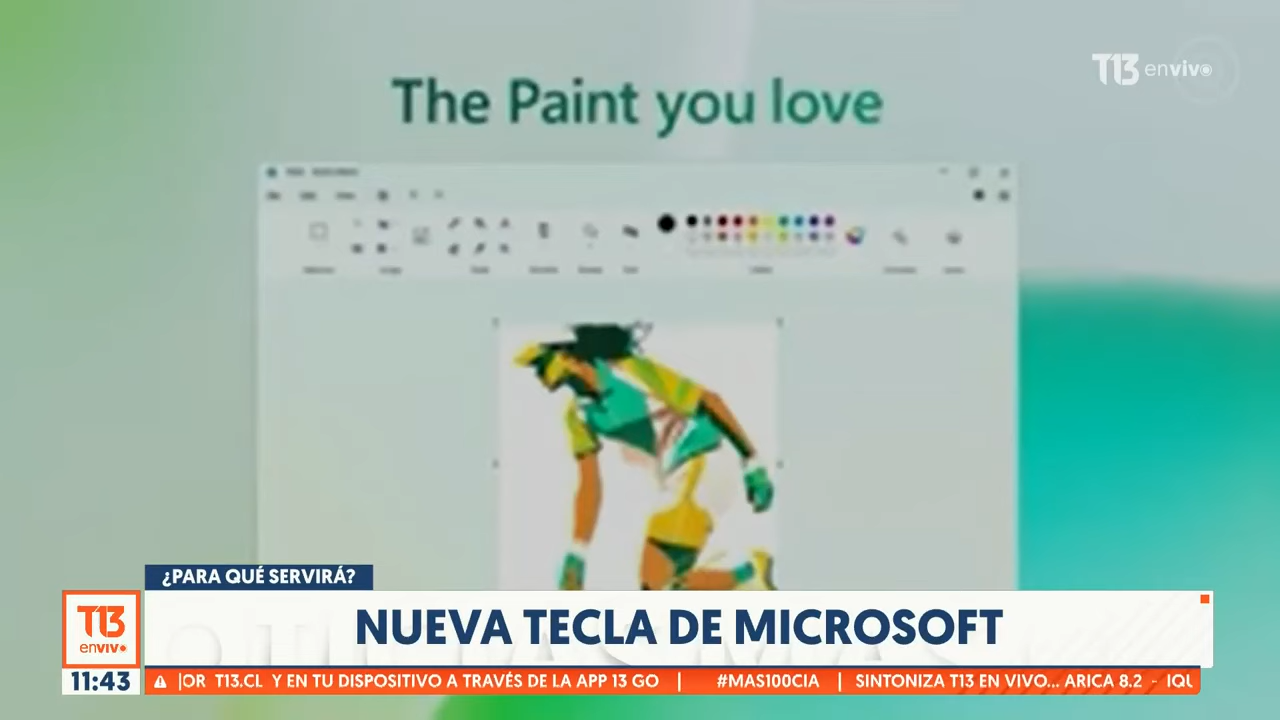 T13 envivo
The Paint you love
¿PARA QUÉ SERVIRÁ?
NUEVA TECLA DE MICROSOFT
T13
envivo
11:43
OR T13.CL Y EN TU DISPOSITIVO A TRAVÉS DE LA APP 13 GO | #MAS100CIA | SINTONIZA T13 EN VIVO... ARICA 8.2 -